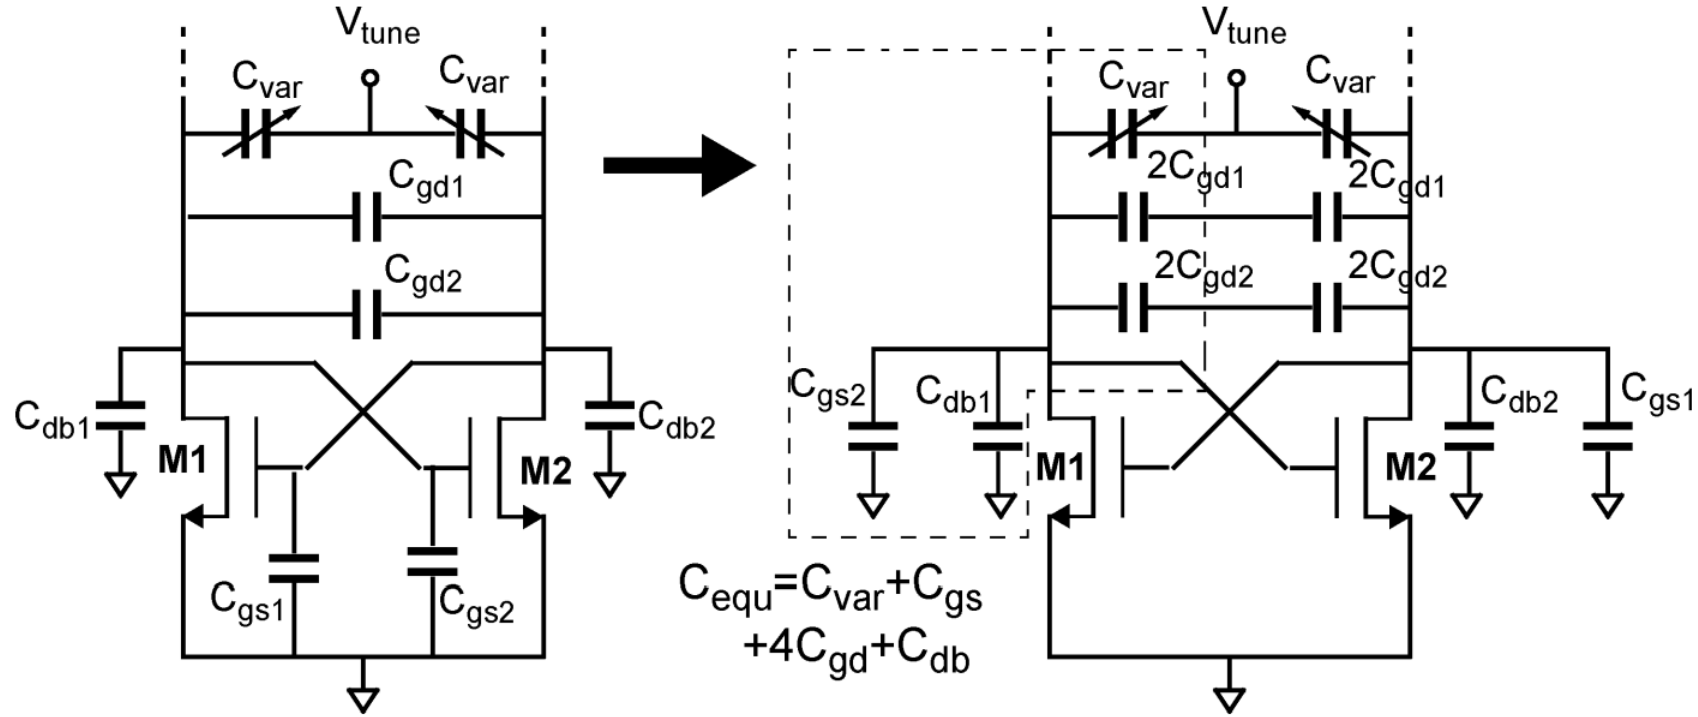 Vtune
Cvar
Cvar
Cgd1
Cgd2
Cdb1
M1
M2
Cdb2
Cgs1
Cgs2
Vtune
Cvar
Cvar
2Cgd1
2Cgd1
2Cgd2
2Cgd2
Cgs2
Cdb1
M1
M2
Cdb2
Cgs1
Cequ=Cvar+Cgs
+4Cgd+Cdb